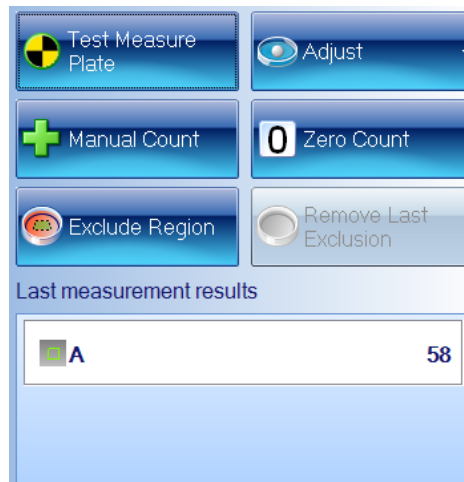 Test Measure
Plate
Adjust
Manual Count
0 Zero Count
Exclude Region
Remove Last
Exclusion
Last measurement results
A 58